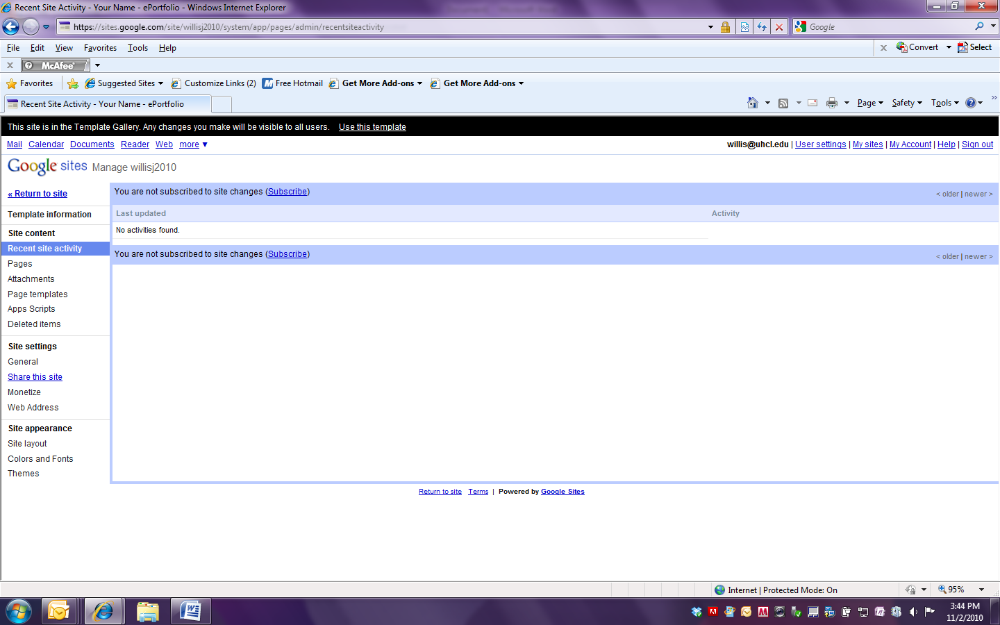 Recent Site Activity - Your Name - ePortfolio - Windows Internet Explorer
https://sites.google.com/site/willisj2010/system/app/pages/admin/recentsiteactivity
Google
File Edit View Favorites Tools Help
Convert Select
McAfee
Favorites Suggested Sites Customize Links (2) Free Hotmail Get More Add-ons Get More Add-ons
Recent Site Activity - Your Name - ePortfolio
Page Safety Tools
This site is in the Template Gallery. Any changes you make will be visible to all users. Use this template
Mail Calendar Documents Reader Web more ▼
willis@uhcl.edu | User settings | My sites | My Account | Help | Sign out
Google sites Manage willisj2010
« Return to site
Template information
Site content
Recent site activity
Pages
Attachments
Page templates
Apps Scripts
Deleted items
Site settings
General
Share this site
Monetize
Web Address
Site appearance
Site layout
Colors and Fonts
Themes
You are not subscribed to site changes (Subscribe)
< older | newer >
Last updated Activity
No activities found.
You are not subscribed to site changes (Subscribe)
< older | newer >
Return to site Terms | Powered by Google Sites
Internet | Protected Mode: On
95%
3:44 PM
11/2/2010